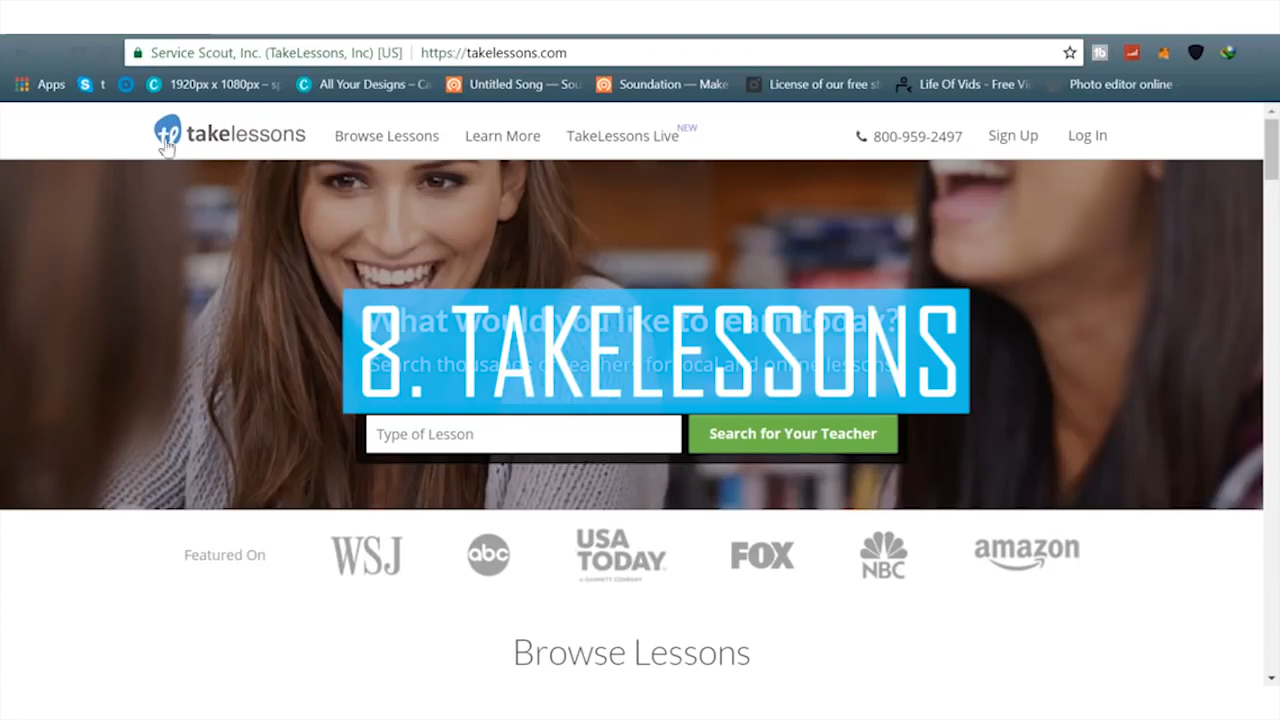 Service Scout, Inc. (TakeLessons, Inc) [US] https://takelessons.com
Apps t 1920px x 1080px – sp All Your Designs – Ca Untitled Song — Sou Soundation — Make License of our free st Life Of Vids – Free Vi Photo editor online
takelessons Browse Lessons Learn More TakeLessons Live NEW 800-959-2497 Sign Up Log In
What would you like to learn today?
8. TAKELESSONS
Search thousands of teachers for local and online lessons
Type of Lesson Search for Your Teacher
Featured On WSJ abc USA TODAY FOX NBC amazon
A GANNETT COMPANY
Browse Lessons